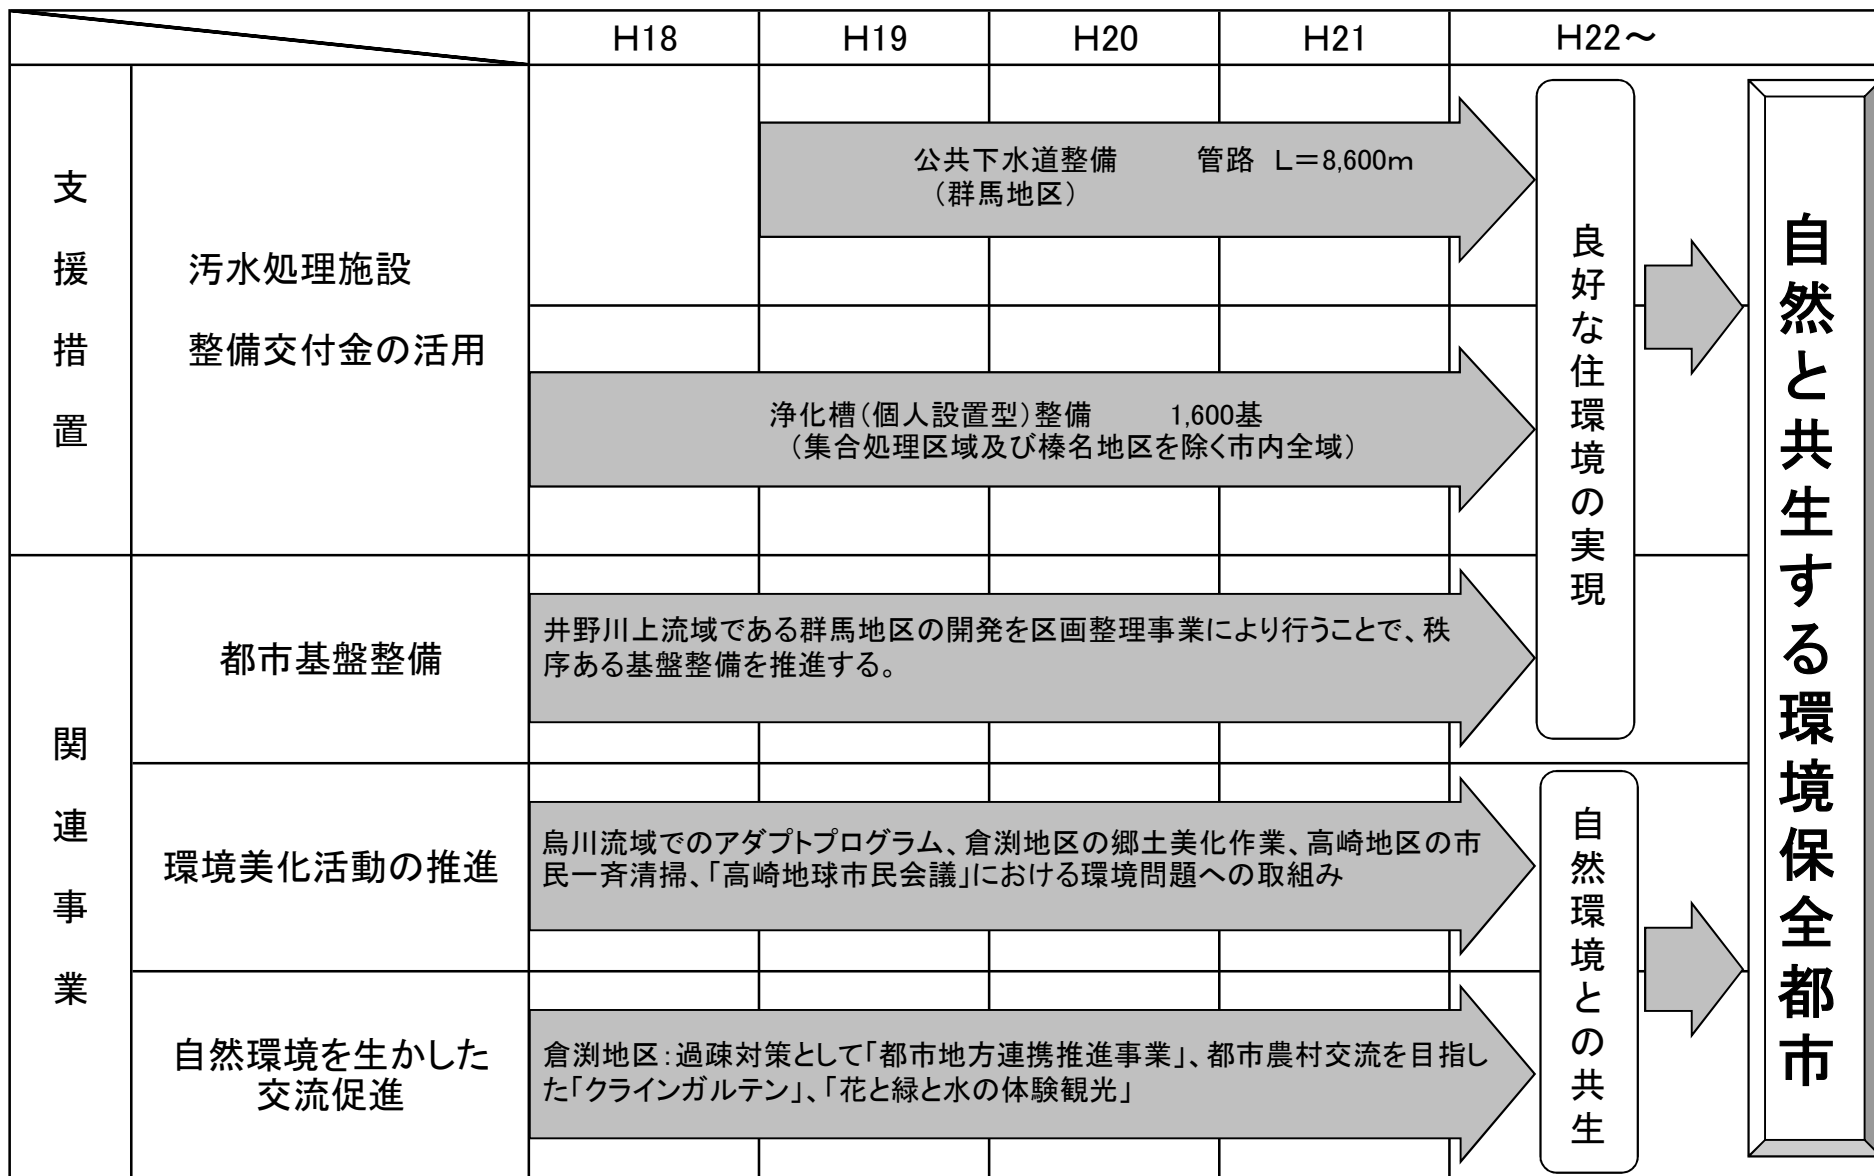 H18 H19 H20 H21 H22～
支援措置
汚水処理施設
整備交付金の活用
公共下水道整備 管路 L＝8,600m
（群馬地区）
浄化槽（個人設置型）整備 1,600基
（集合処理区域及び榛名地区を除く市内全域）
関連事業
都市基盤整備
井野川上流域である群馬地区の開発を区画整理事業により行うことで、秩
序ある基盤整備を推進する。
環境美化活動の推進
烏川流域でのアダプトプログラム、倉渕地区の郷土美化作業、高崎地区の市
民一斉清掃、「高崎地球市民会議」における環境問題への取組み
自然環境を生かした
交流促進
倉渕地区：過疎対策として「都市地方連携推進事業」、都市農村交流を目指し
た「クラインガルテン」、「花と緑と水の体験観光」
良好な住環境の実現
自然環境との共生
自然と共生する環境保全都市